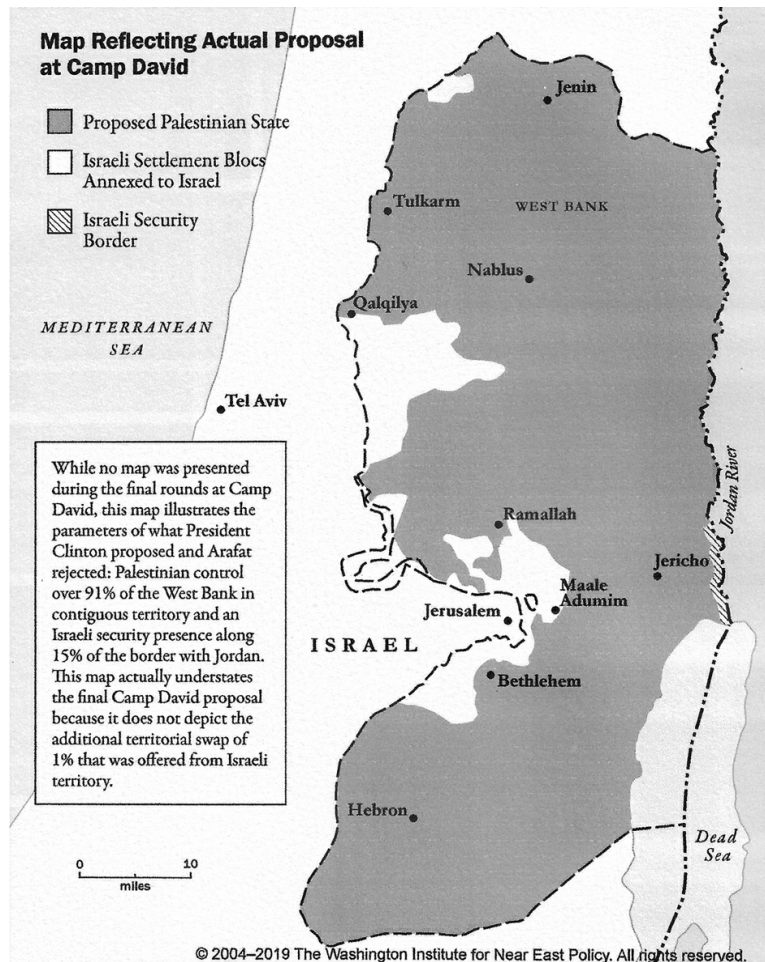 Map Reflecting Actual Proposal
at Camp David
Proposed Palestinian State
Israeli Settlement Blocs
Annexed to Israel
Israeli Security
Border
Jenin
Tulkarm
WEST BANK
Nablus
Qalqilya
MEDITERRANEAN
SEA
Tel Aviv
While no map was presented
during the final rounds at Camp
David, this map illustrates the
parameters of what President
Clinton proposed and Arafat
rejected: Palestinian control
over 91% of the West Bank in
contiguous territory and an
Israeli security presence along
15% of the border with Jordan.
This map actually understates
the final Camp David proposal
because it does not depict the
additional territorial swap of
1% that was offered from Israeli
territory.
Jordan River
Ramallah
Jericho
Maale
Adumim
Jerusalem
ISRAEL
Bethlehem
Hebron
Dead
Sea
0 10
miles
© 2004–2019 The Washington Institute for Near East Policy. All rights reserved.